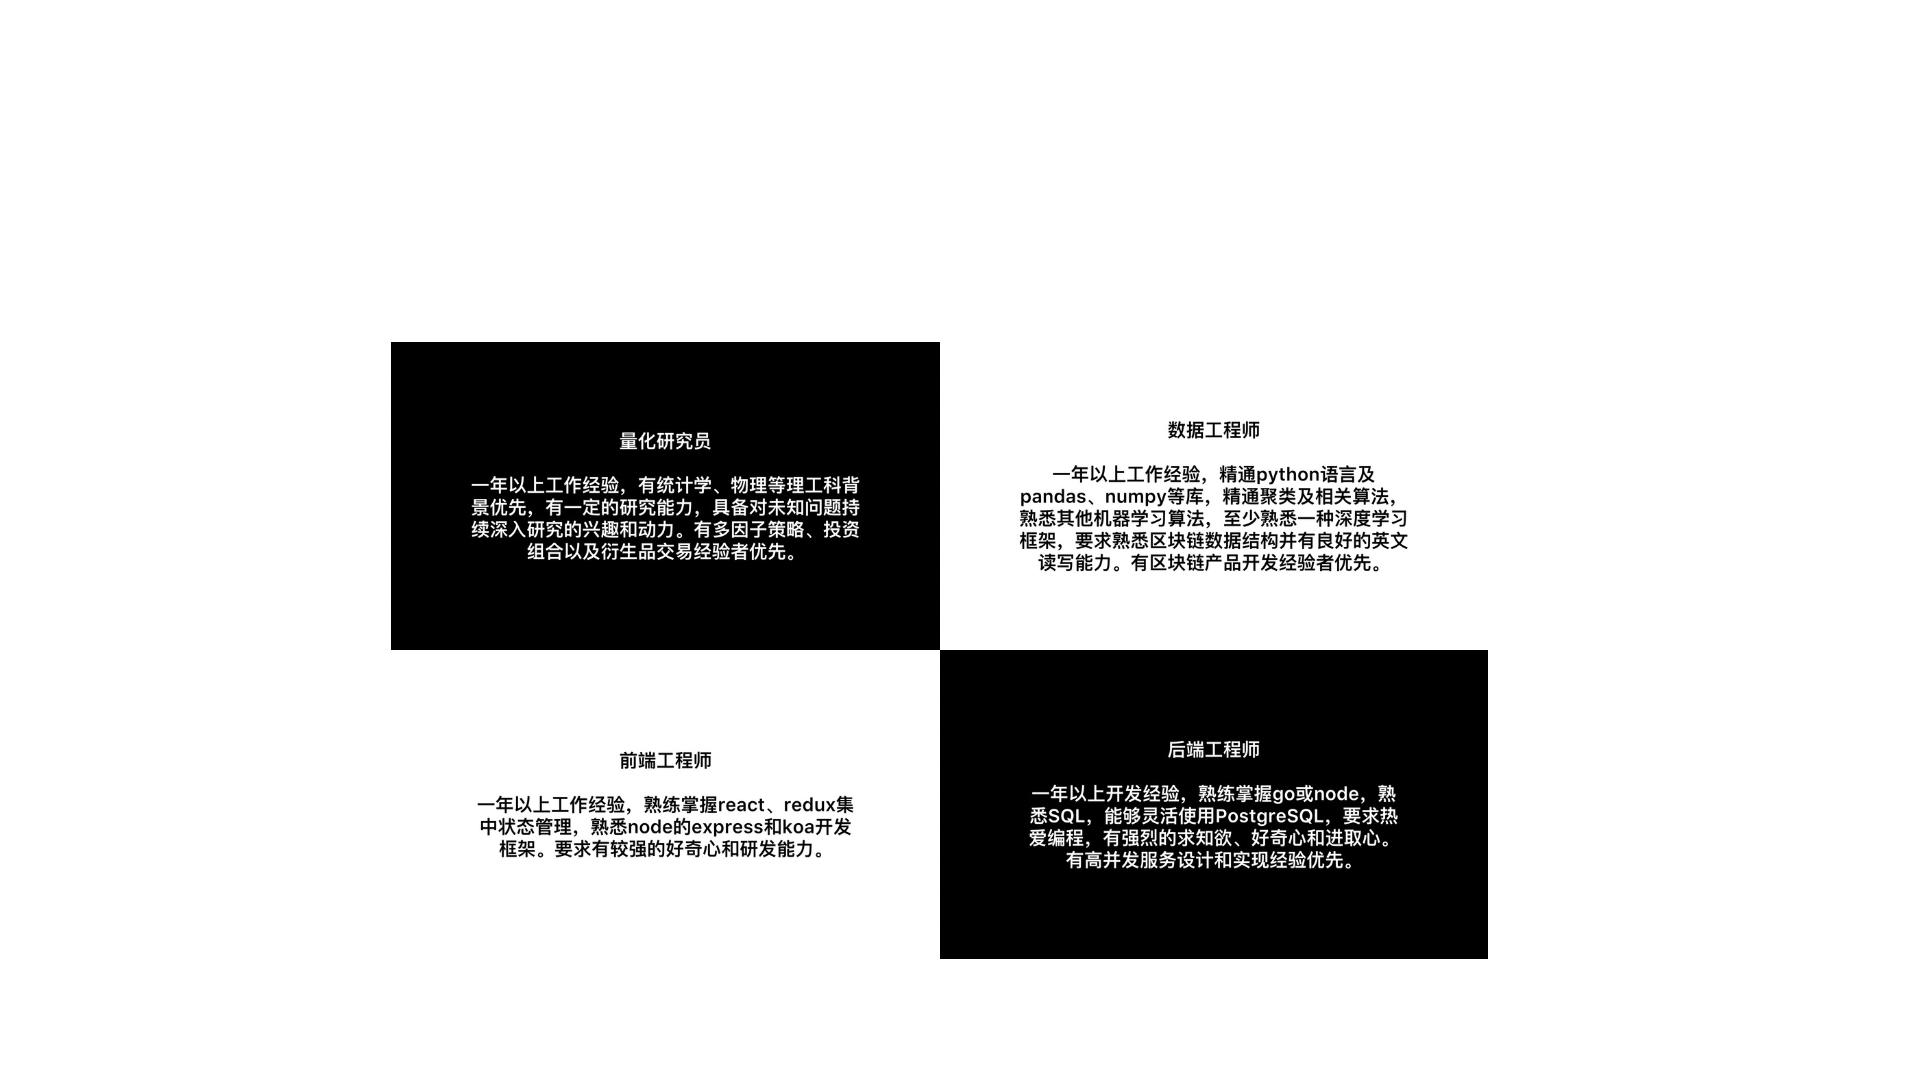 量化研究员
一年以上工作经验，有统计学、物理等理工科背
景优先，有一定的研究能力，具备对未知问题持
续深入研究的兴趣和动力。有多因子策略、投资
组合以及衍生品交易经验者优先。
数据工程师
一年以上工作经验，精通python语言及
pandas、numpy等库，精通聚类及相关算法，
熟悉其他机器学习算法，至少熟悉一种深度学习
框架，要求熟悉区块链数据结构并有良好的英文
读写能力。有区块链产品开发经验者优先。
前端工程师
一年以上工作经验，熟练掌握react、redux集
中状态管理，熟悉node的express和koa开发
框架。要求有较强的好奇心和研发能力。
后端工程师
一年以上开发经验，熟练掌握go或node，熟
悉SQL，能够灵活使用PostgreSQL，要求热
爱编程，有强烈的求知欲、好奇心和进取心。
有高并发服务设计和实现经验优先。